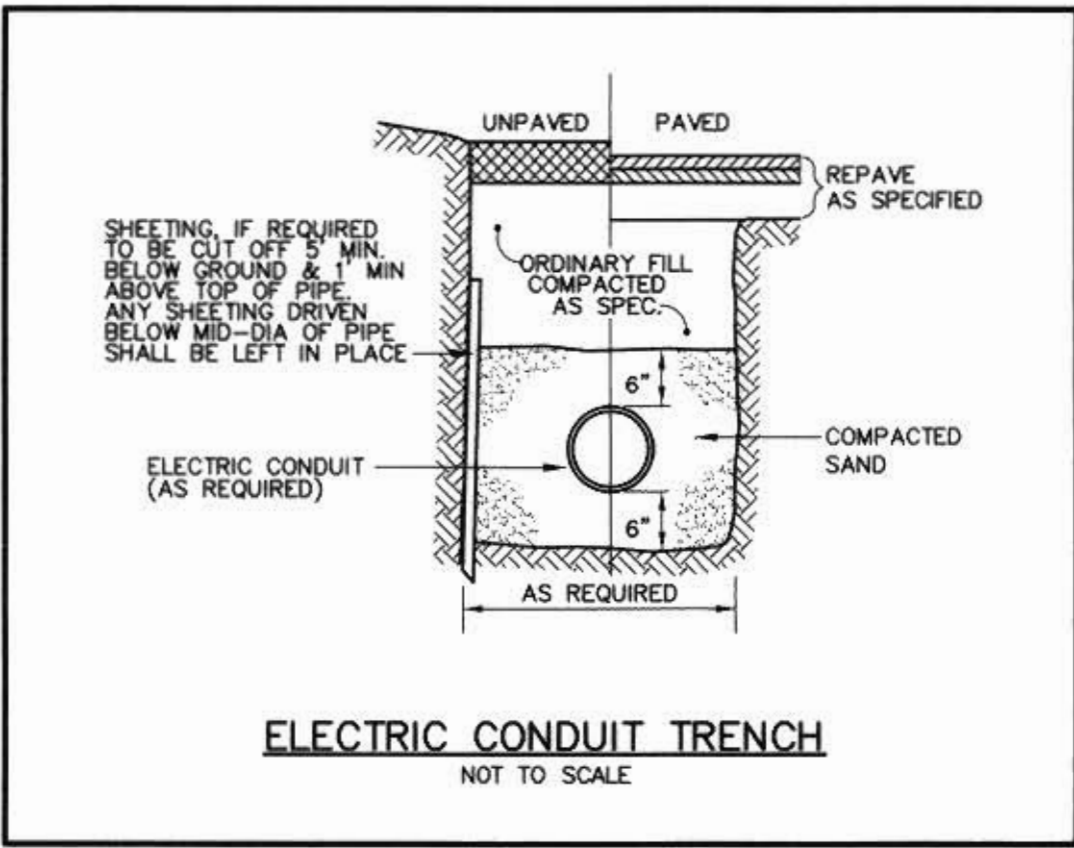 UNPAVED
PAVED
REPAVE
AS SPECIFIED
SHEETING, IF REQUIRED
TO BE CUT OFF 5' MIN.
BELOW GROUND & 1' MIN
ABOVE TOP OF PIPE.
ANY SHEETING DRIVEN
BELOW MID-DIA OF PIPE
SHALL BE LEFT IN PLACE
ORDINARY FILL
COMPACTED
AS SPEC.
6"
ELECTRIC CONDUIT
(AS REQUIRED)
COMPACTED
SAND
6"
AS REQUIRED
ELECTRIC CONDUIT TRENCH
NOT TO SCALE